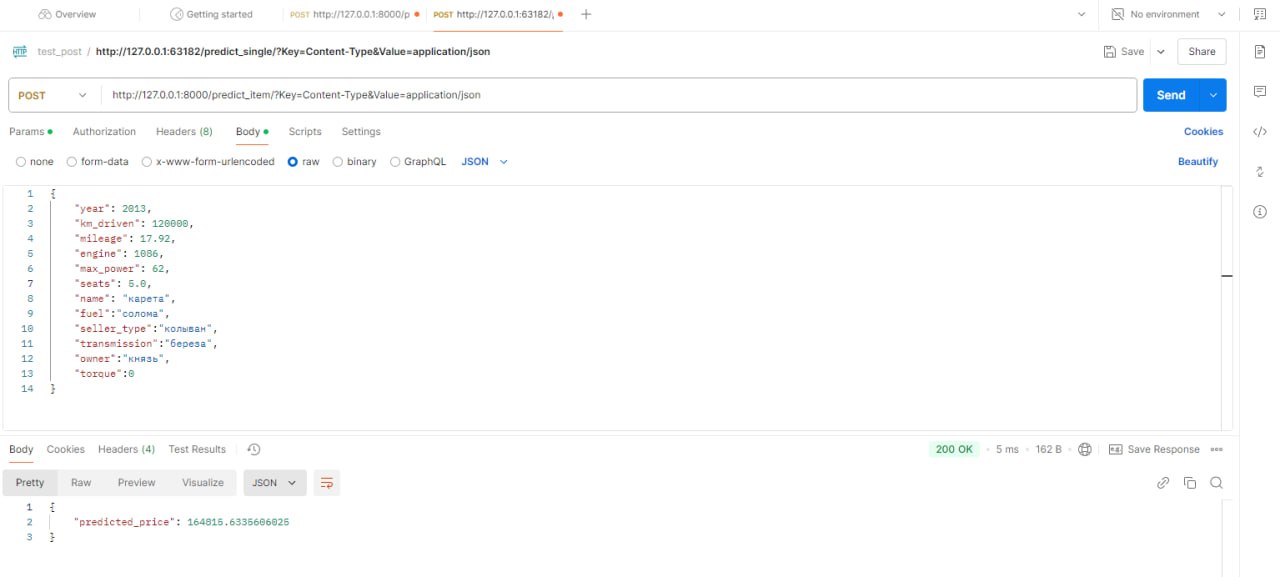 Overview Getting started POST http://127.0.0.1:8000/p POST http://127.0.0.1:63182/ No environment
HTTP test_post / http://127.0.0.1:63182/predict_single/?Key=Content-Type&Value=application/json Save Share
POST http://127.0.0.1:8000/predict_item/?Key=Content-Type&Value=application/json Send
Params Authorization Headers (8) Body Scripts Settings Cookies
none form-data x-www-form-urlencoded raw binary GraphQL JSON Beautify
1 {
2 "year": 2013,
3 "km_driven": 120000,
4 "mileage": 17.92,
5 "engine": 1086,
6 "max_power": 62,
7 "seats": 5.0,
8 "name": "карета",
9 "fuel":"солома",
10 "seller_type":"колыван",
11 "transmission":"береза",
12 "owner":"князь",
13 "torque":0
14 }
Body Cookies Headers (4) Test Results 200 OK 5 ms 162 B Save Response
Pretty Raw Preview Visualize JSON
1 {
2 "predicted_price": 164815.6335606025
3 }